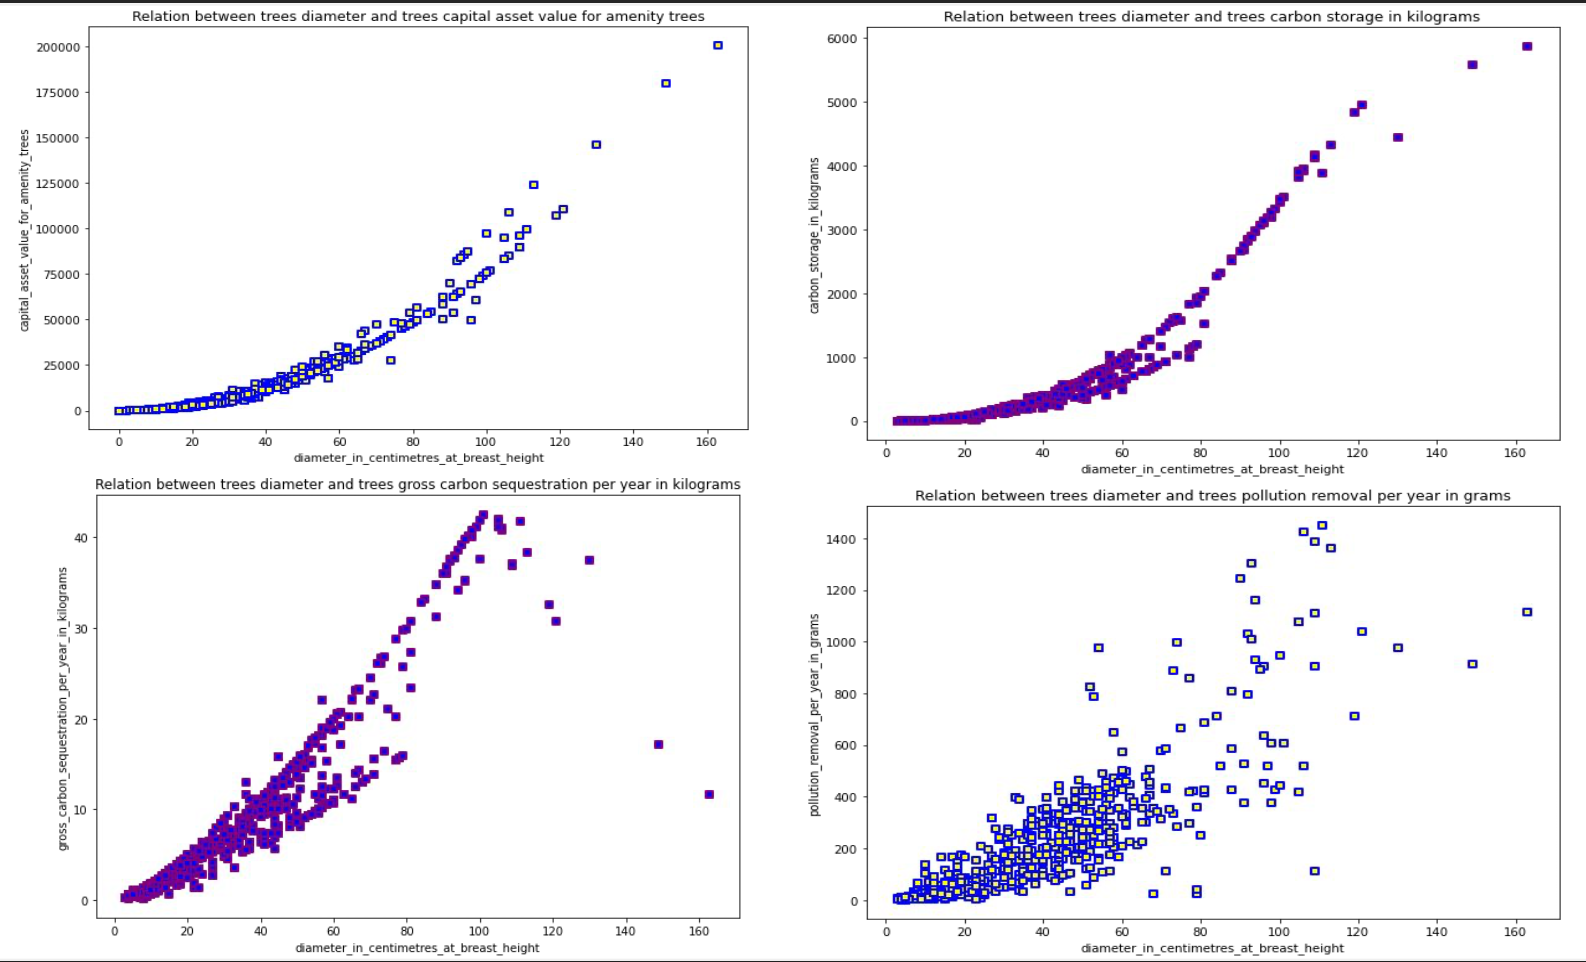 Relation between trees diameter and trees capital asset value for amenity trees
capital_asset_value_for_amenity_trees
200000
175000
150000
125000
100000
75000
50000
25000
0
0 20 40 60 80 100 120 140 160
diameter_in_centimetres_at_breast_height
Relation between trees diameter and trees carbon storage in kilograms
carbon_storage_in_kilograms
6000
5000
4000
3000
2000
1000
0
0 20 40 60 80 100 120 140 160
diameter_in_centimetres_at_breast_height
Relation between trees diameter and trees gross carbon sequestration per year in kilograms
gross_carbon_sequestration_per_year_in_kilograms
40
30
20
10
0
0 20 40 60 80 100 120 140 160
diameter_in_centimetres_at_breast_height
Relation between trees diameter and trees pollution removal per year in grams
pollution_removal_per_year_in_grams
1400
1200
1000
800
600
400
200
0
0 20 40 60 80 100 120 140 160
diameter_in_centimetres_at_breast_height